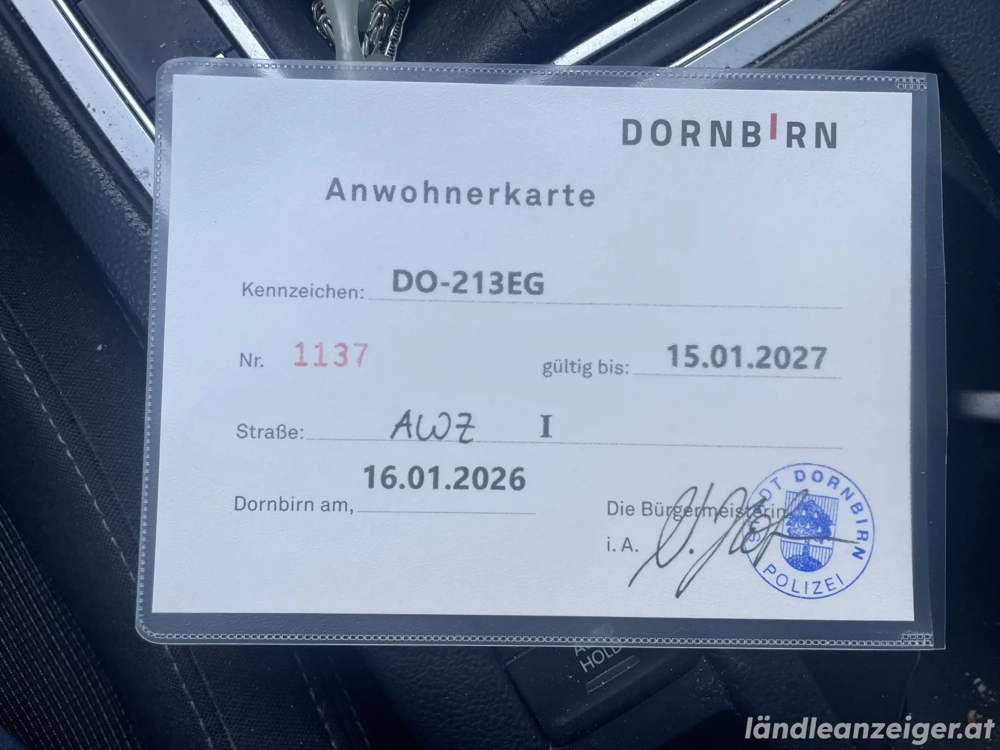 DORNBIRN
Anwohnerkarte
Kennzeichen: DO-213EG
Nr. 1137 gültig bis: 15.01.2027
Straße: AWZ I
16.01.2026
Dornbirn am,
Die Bürgermeisterin
i. A.
STADT DORNBIRN
POLIZEI
HOLD
ländleanzeiger.at